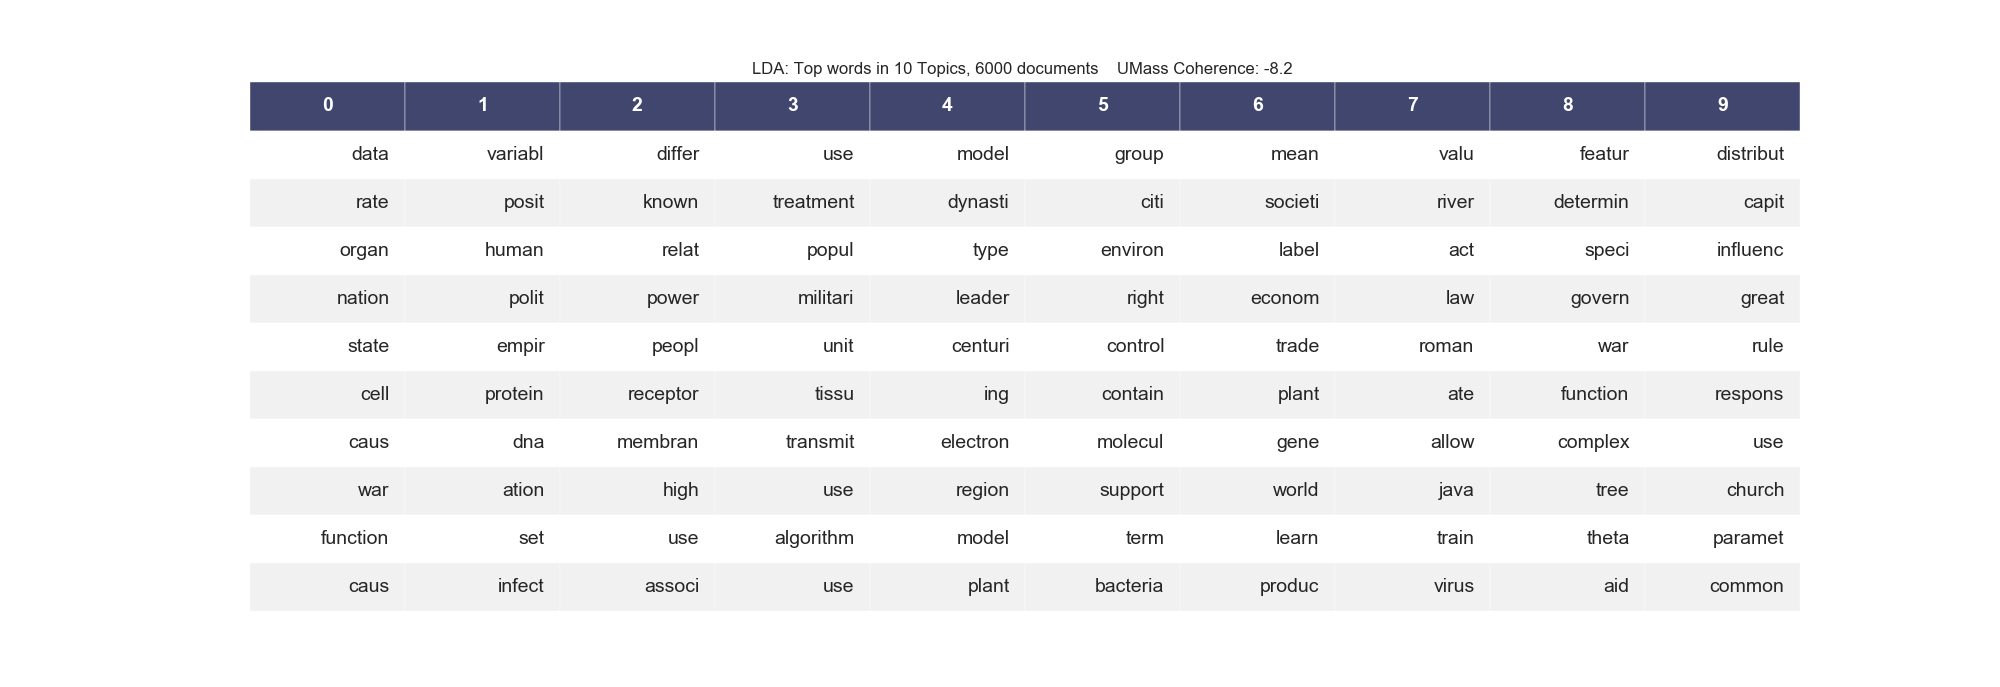 LDA: Top words in 10 Topics, 6000 documents    UMass Coherence: -8.2
0 1 2 3 4 5 6 7 8 9
data variabl differ use model group mean valu featur distribut
rate posit known treatment dynasti citi societi river determin capit
organ human relat popul type environ label act speci influenc
nation polit power militari leader right econom law govern great
state empir peopl unit centuri control trade roman war rule
cell protein receptor tissu ing contain plant ate function respons
caus dna membran transmit electron molecul gene allow complex use
war ation high use region support world java tree church
function set use algorithm model term learn train theta paramet
caus infect associ use plant bacteria produc virus aid common